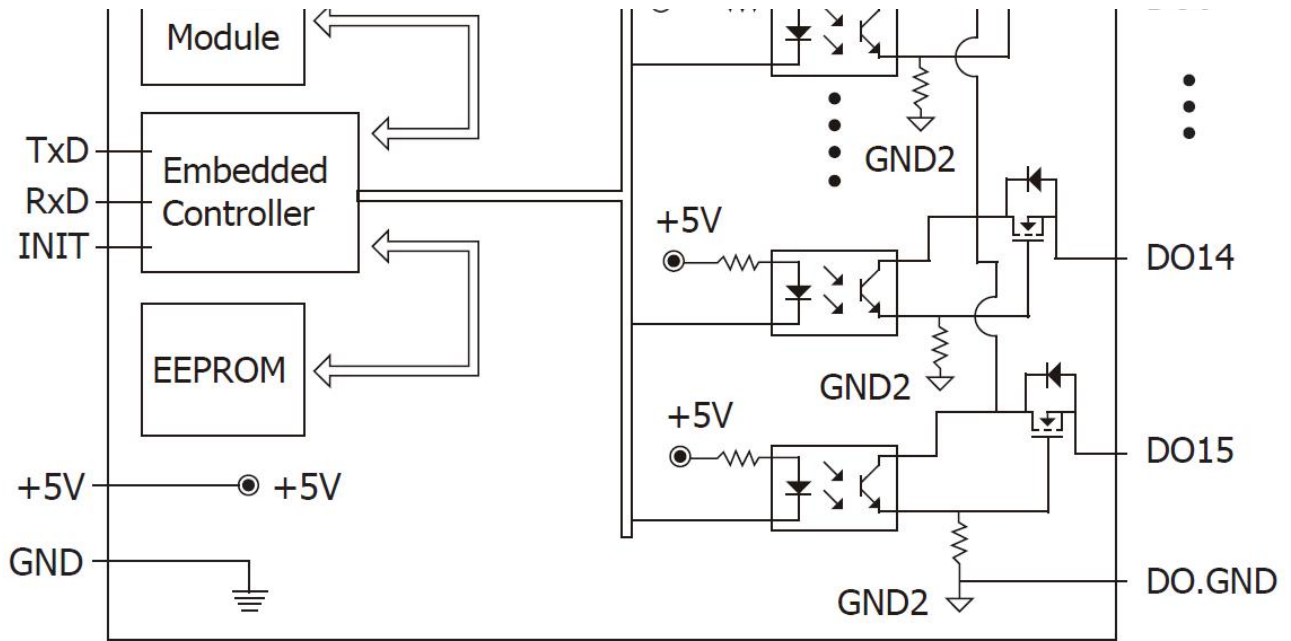 Module
TxD
RxD
INIT
Embedded
Controller
GND2
+5V
DO14
EEPROM
GND2
+5V
DO15
+5V
+5V
GND
GND2
DO.GND